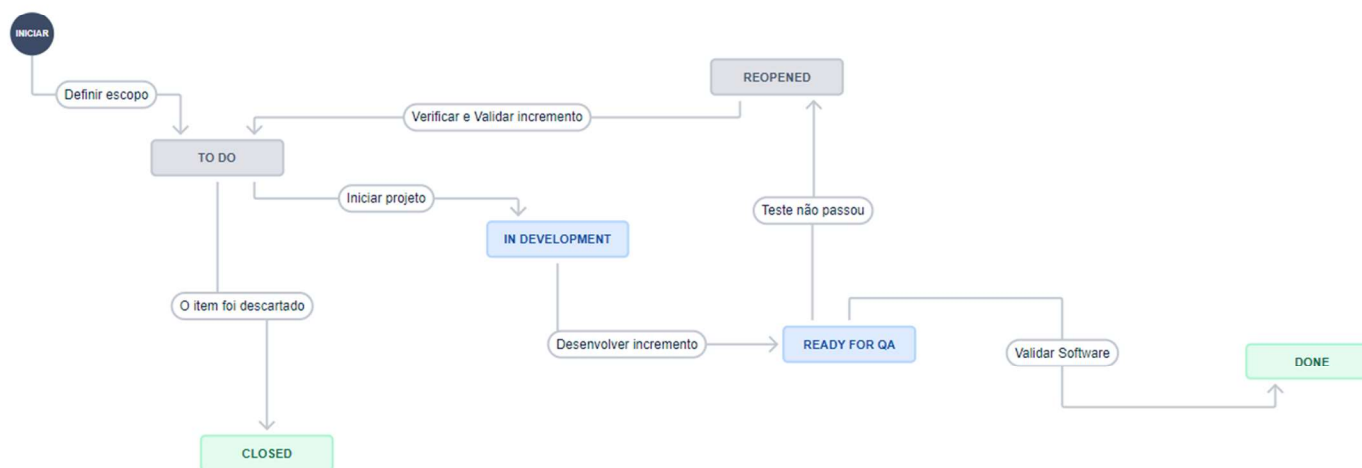 INICIAR
Definir escopo
REOPENED
Verificar e Validar incremento
TO DO
Iniciar projeto
Teste não passou
IN DEVELOPMENT
O item foi descartado
Desenvolver incremento
READY FOR QA
Validar Software
DONE
CLOSED